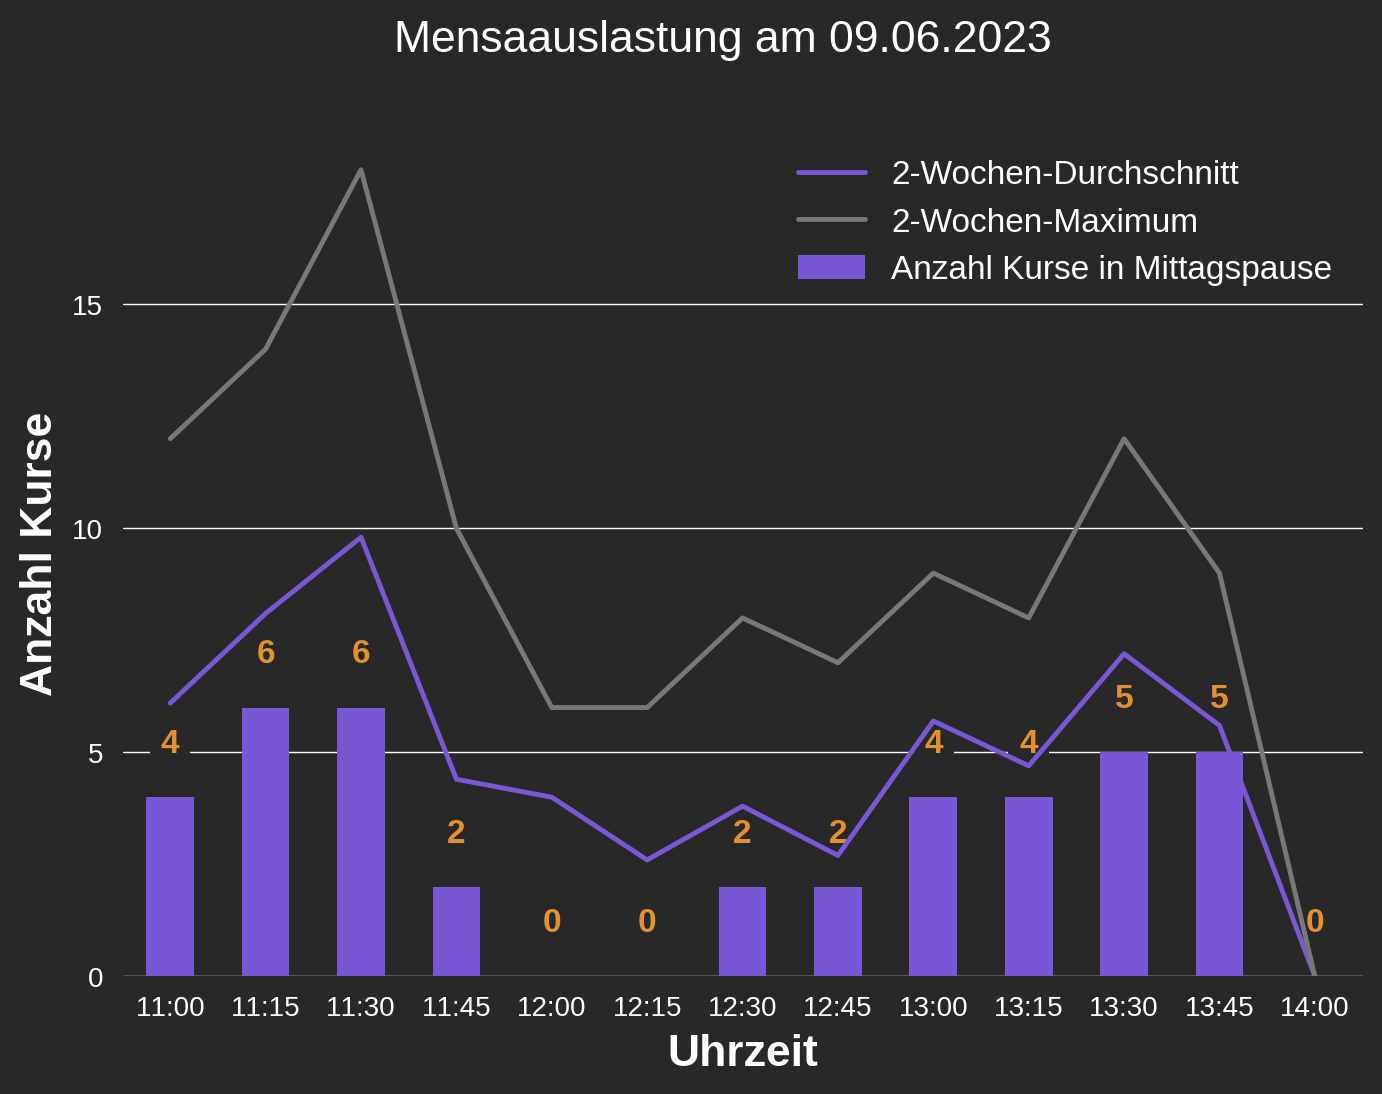 Mensaauslastung am 09.06.2023
2-Wochen-Durchschnitt
2-Wochen-Maximum
Anzahl Kurse in Mittagspause
Anzahl Kurse
15
10
5
0
4
6
6
2
0
0
2
2
4
4
5
5
0
11:00 11:15 11:30 11:45 12:00 12:15 12:30 12:45 13:00 13:15 13:30 13:45 14:00
Uhrzeit